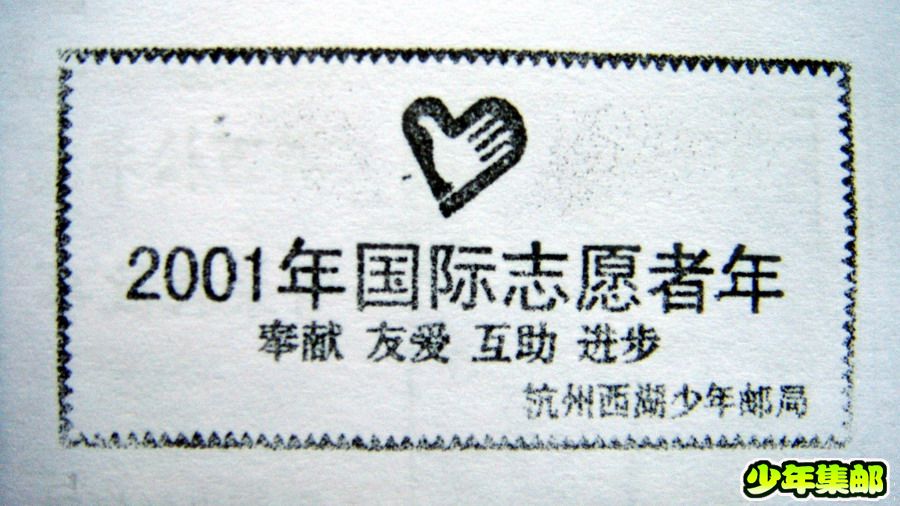 2001年国际志愿者年
奉献 友爱 互助 进步
杭州西湖少年邮局
少年集邮